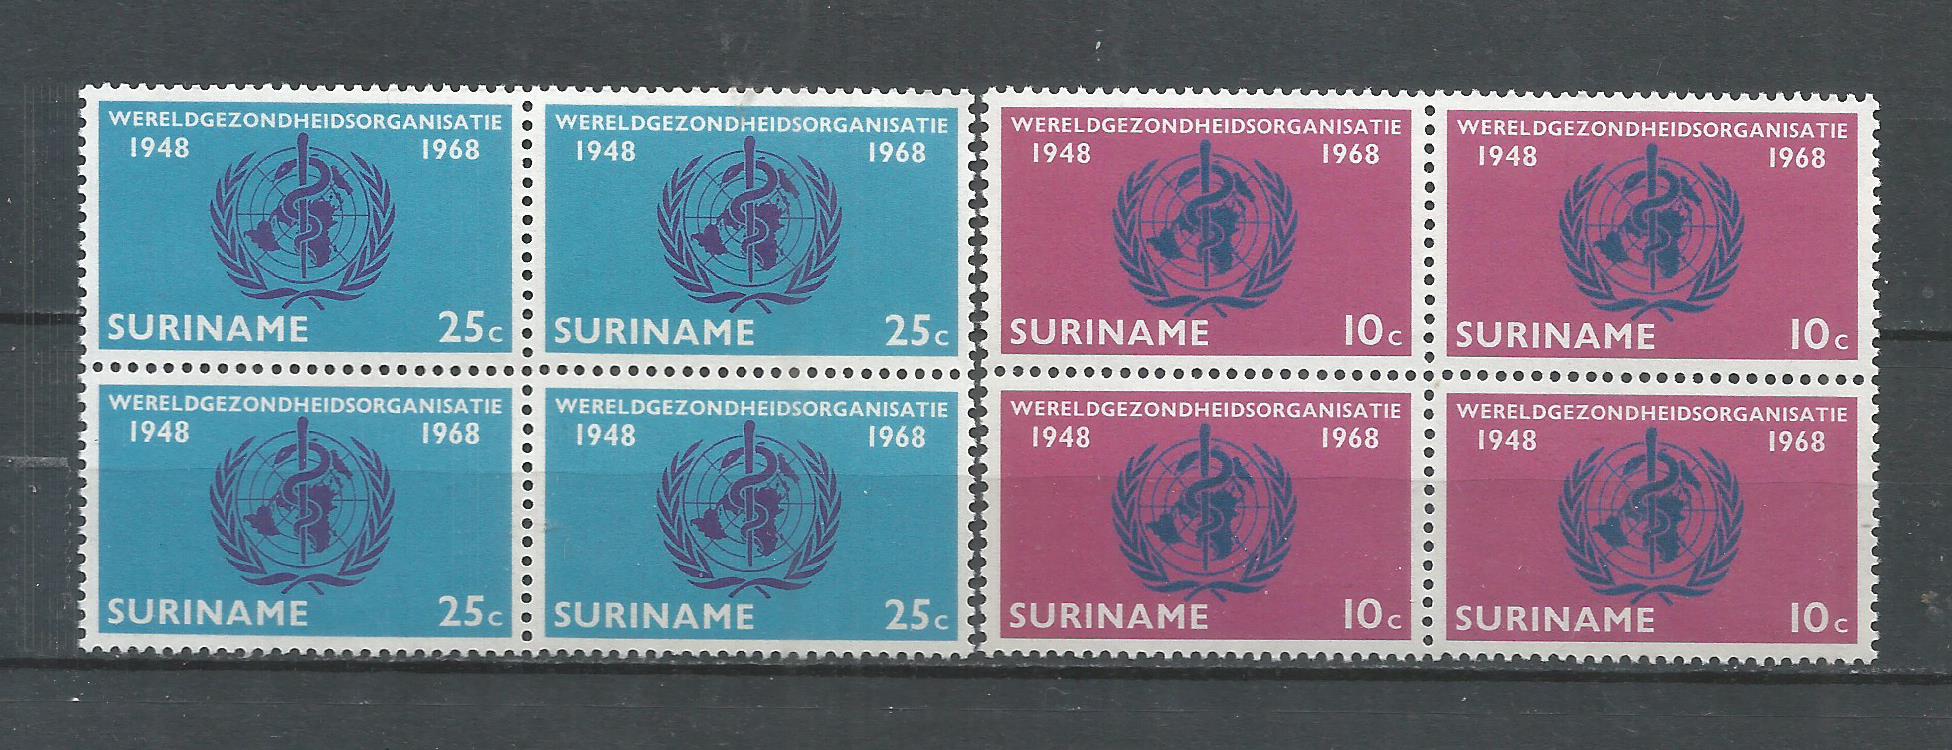 WERELDGEZONDHEIDSORGANISATIE
1948 1968
SURINAME 25c
WERELDGEZONDHEIDSORGANISATIE
1948 1968
SURINAME 25c
WERELDGEZONDHEIDSORGANISATIE
1948 1968
SURINAME 10c
WERELDGEZONDHEIDSORGANISATIE
1948 1968
SURINAME 10c
WERELDGEZONDHEIDSORGANISATIE
1948 1968
SURINAME 25c
WERELDGEZONDHEIDSORGANISATIE
1948 1968
SURINAME 25c
WERELDGEZONDHEIDSORGANISATIE
1948 1968
SURINAME 10c
WERELDGEZONDHEIDSORGANISATIE
1948 1968
SURINAME 10c